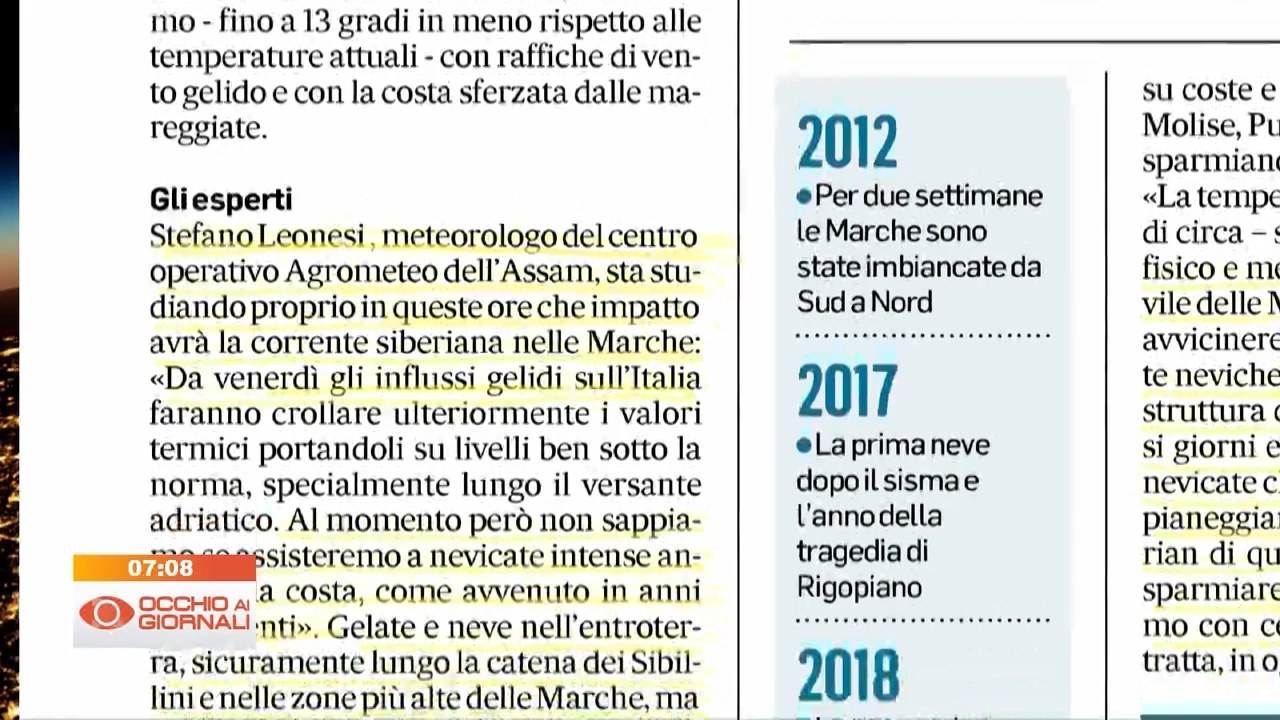 mo - fino a 13 gradi in meno rispetto alle
temperature attuali - con raffiche di ven-
to gelido e con la costa sferzata dalle ma-
reggiate.
Gli esperti
Stefano Leonesi, meteorologo del centro
operativo Agrometeo dell'Assam, sta stu-
diando proprio in queste ore che impatto
avrà la corrente siberiana nelle Marche:
«Da venerdì gli influssi gelidi sull'Italia
faranno crollare ulteriormente i valori
termici portandoli su livelli ben sotto la
norma, specialmente lungo il versante
adriatico. Al momento però non sappia-
assisteremo a nevicate intense an-
a costa, come avvenuto in anni
nti». Gelate e neve nell'entroter-
ra, sicuramente lungo la catena dei Sibil-
lini e nelle zone più alte delle Marche, ma
2012
•Per due settimane
le Marche sono
state imbiancate da
Sud a Nord
2017
•La prima neve
dopo il sisma e
l'anno della
tragedia di
Rigopiano
2018
su coste e
Molise, Pu
sparmian
«La tempe
di circa –
fisico e me
vile delle M
avvicinere
te neviche
struttura
si giorni e
nevicate c
pianeggia
rian di qu
sparmiare
mo con ce
tratta, in o
07:08
OCCHIO AI
GIORNALI